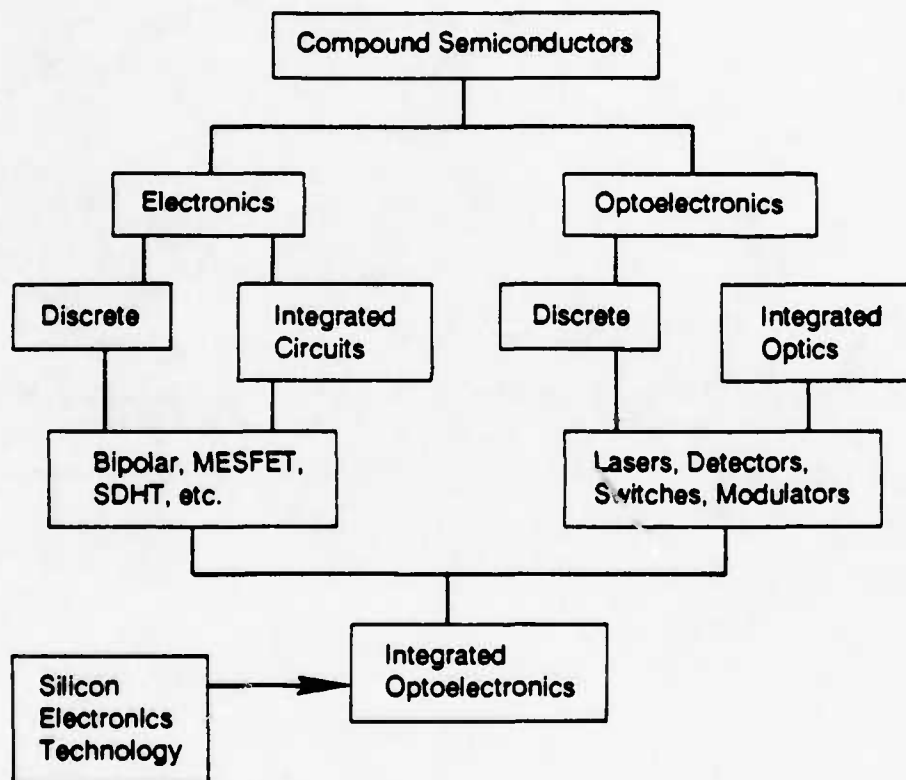 Compound Semiconductors
Electronics
Optoelectronics
Discrete
Integrated
Circuits
Discrete
Integrated
Optics
Bipolar, MESFET,
SDHT, etc.
Lasers, Detectors,
Switches, Modulators
Integrated
Optoelectronics
Silicon
Electronics
Technology